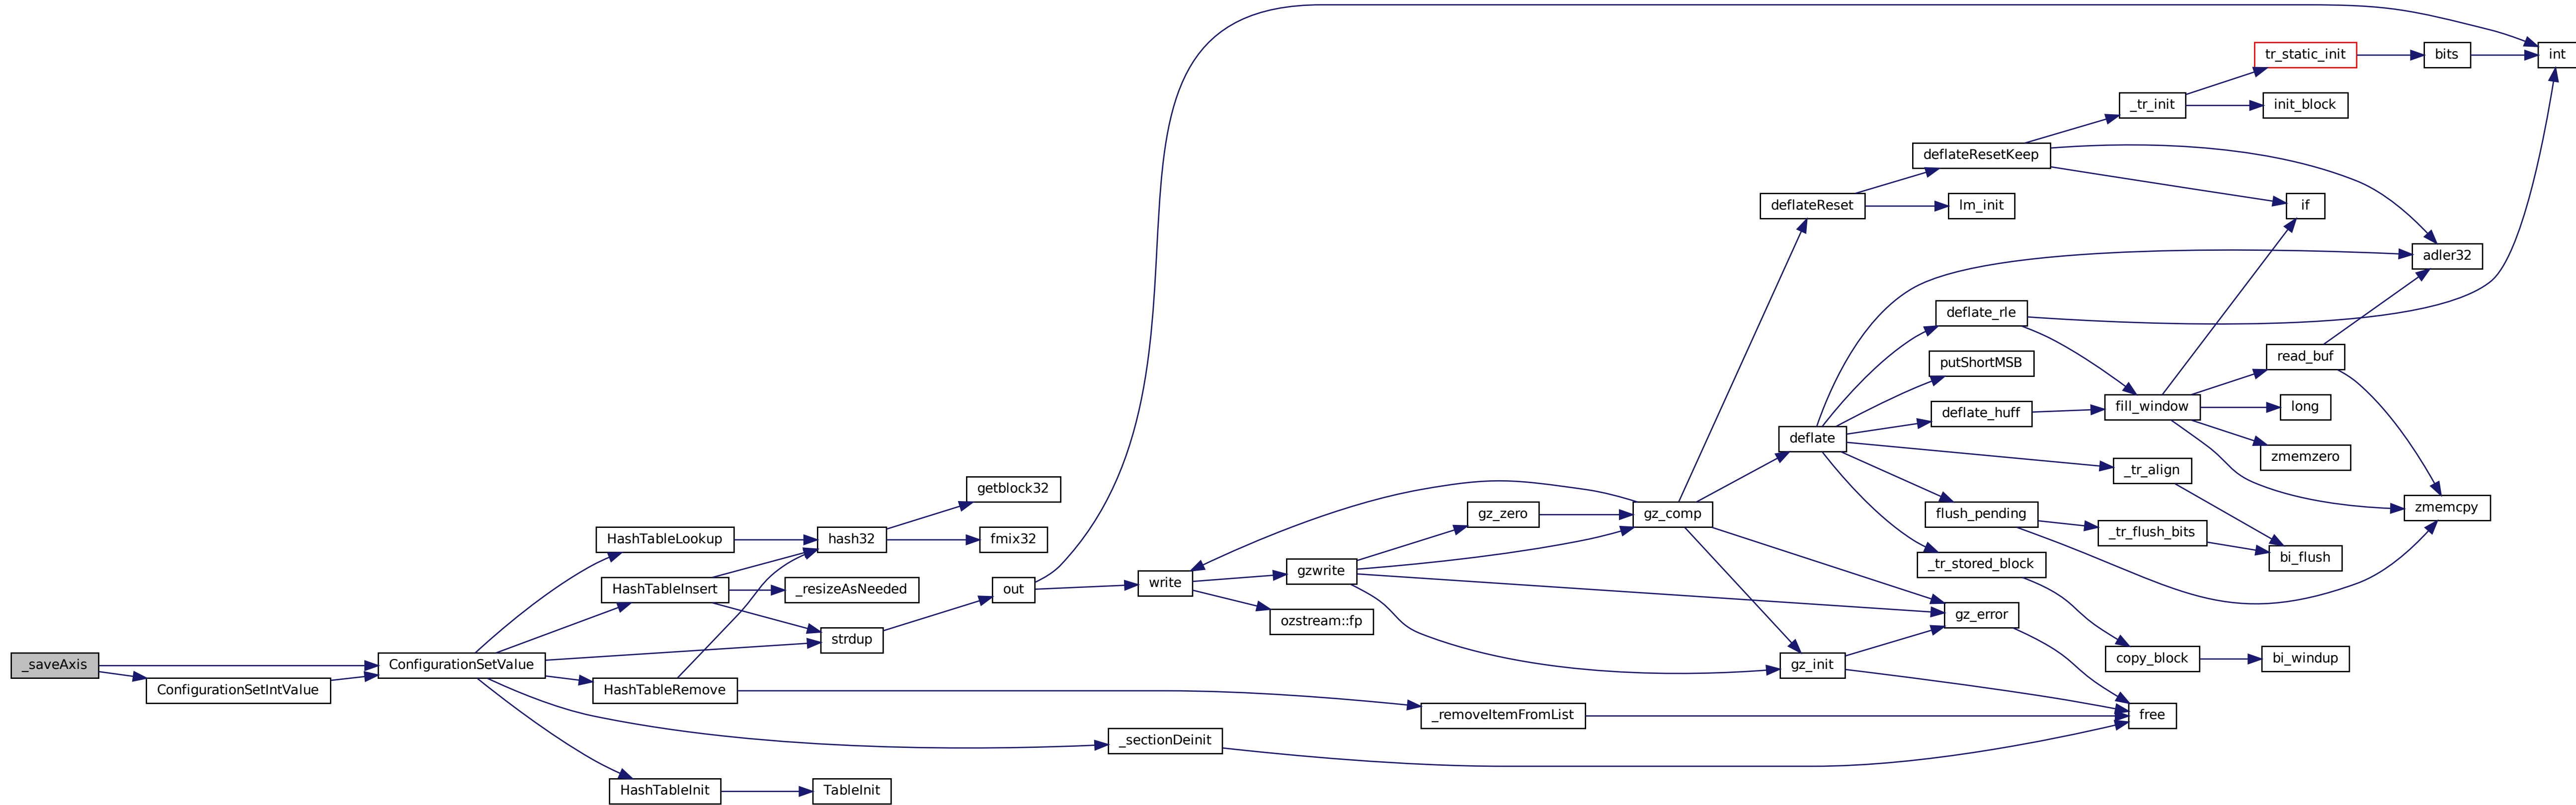 _saveAxis
ConfigurationSetIntValue
ConfigurationSetValue
HashTableLookup
HashTableInsert
HashTableRemove
HashTableInit
hash32
_resizeAsNeeded
strdup
TableInit
getblock32
fmix32
out
_sectionDeinit
write
gzwrite
ozstream::fp
_removeItemFromList
gz_zero
gz_comp
deflateReset
deflate
gz_init
deflateResetKeep
lm_init
deflate_rle
putShortMSB
deflate_huff
flush_pending
_tr_stored_block
gz_error
_tr_init
fill_window
_tr_align
_tr_flush_bits
copy_block
free
tr_static_init
init_block
if
read_buf
long
zmemzero
bi_flush
bi_windup
bits
adler32
zmemcpy
int